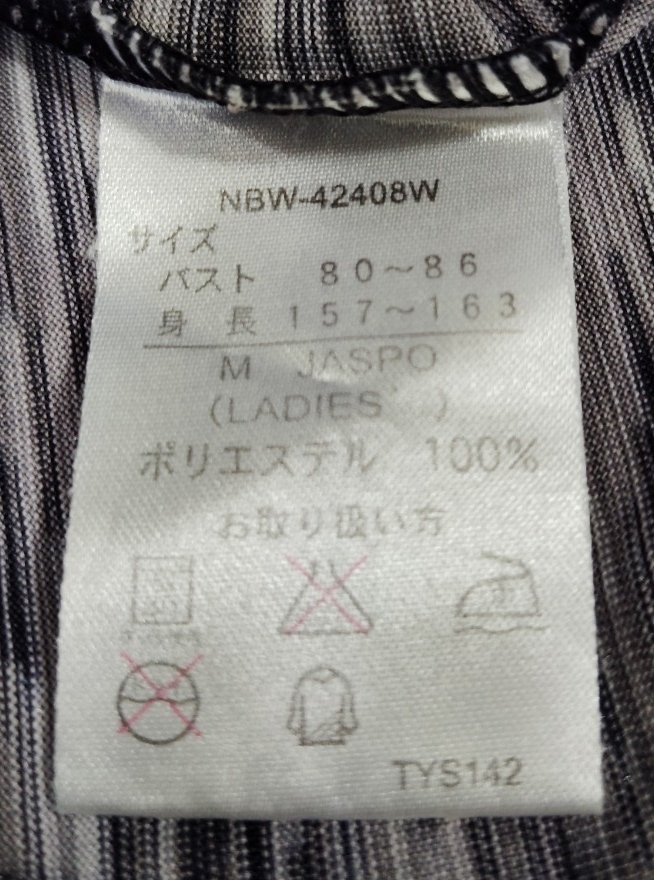 NBW-42408W
サイズ
バスト 80～86
身 長 157～163
M JASPO
(LADIES )
ポリエステル 100%
お取り扱い方
TYS142